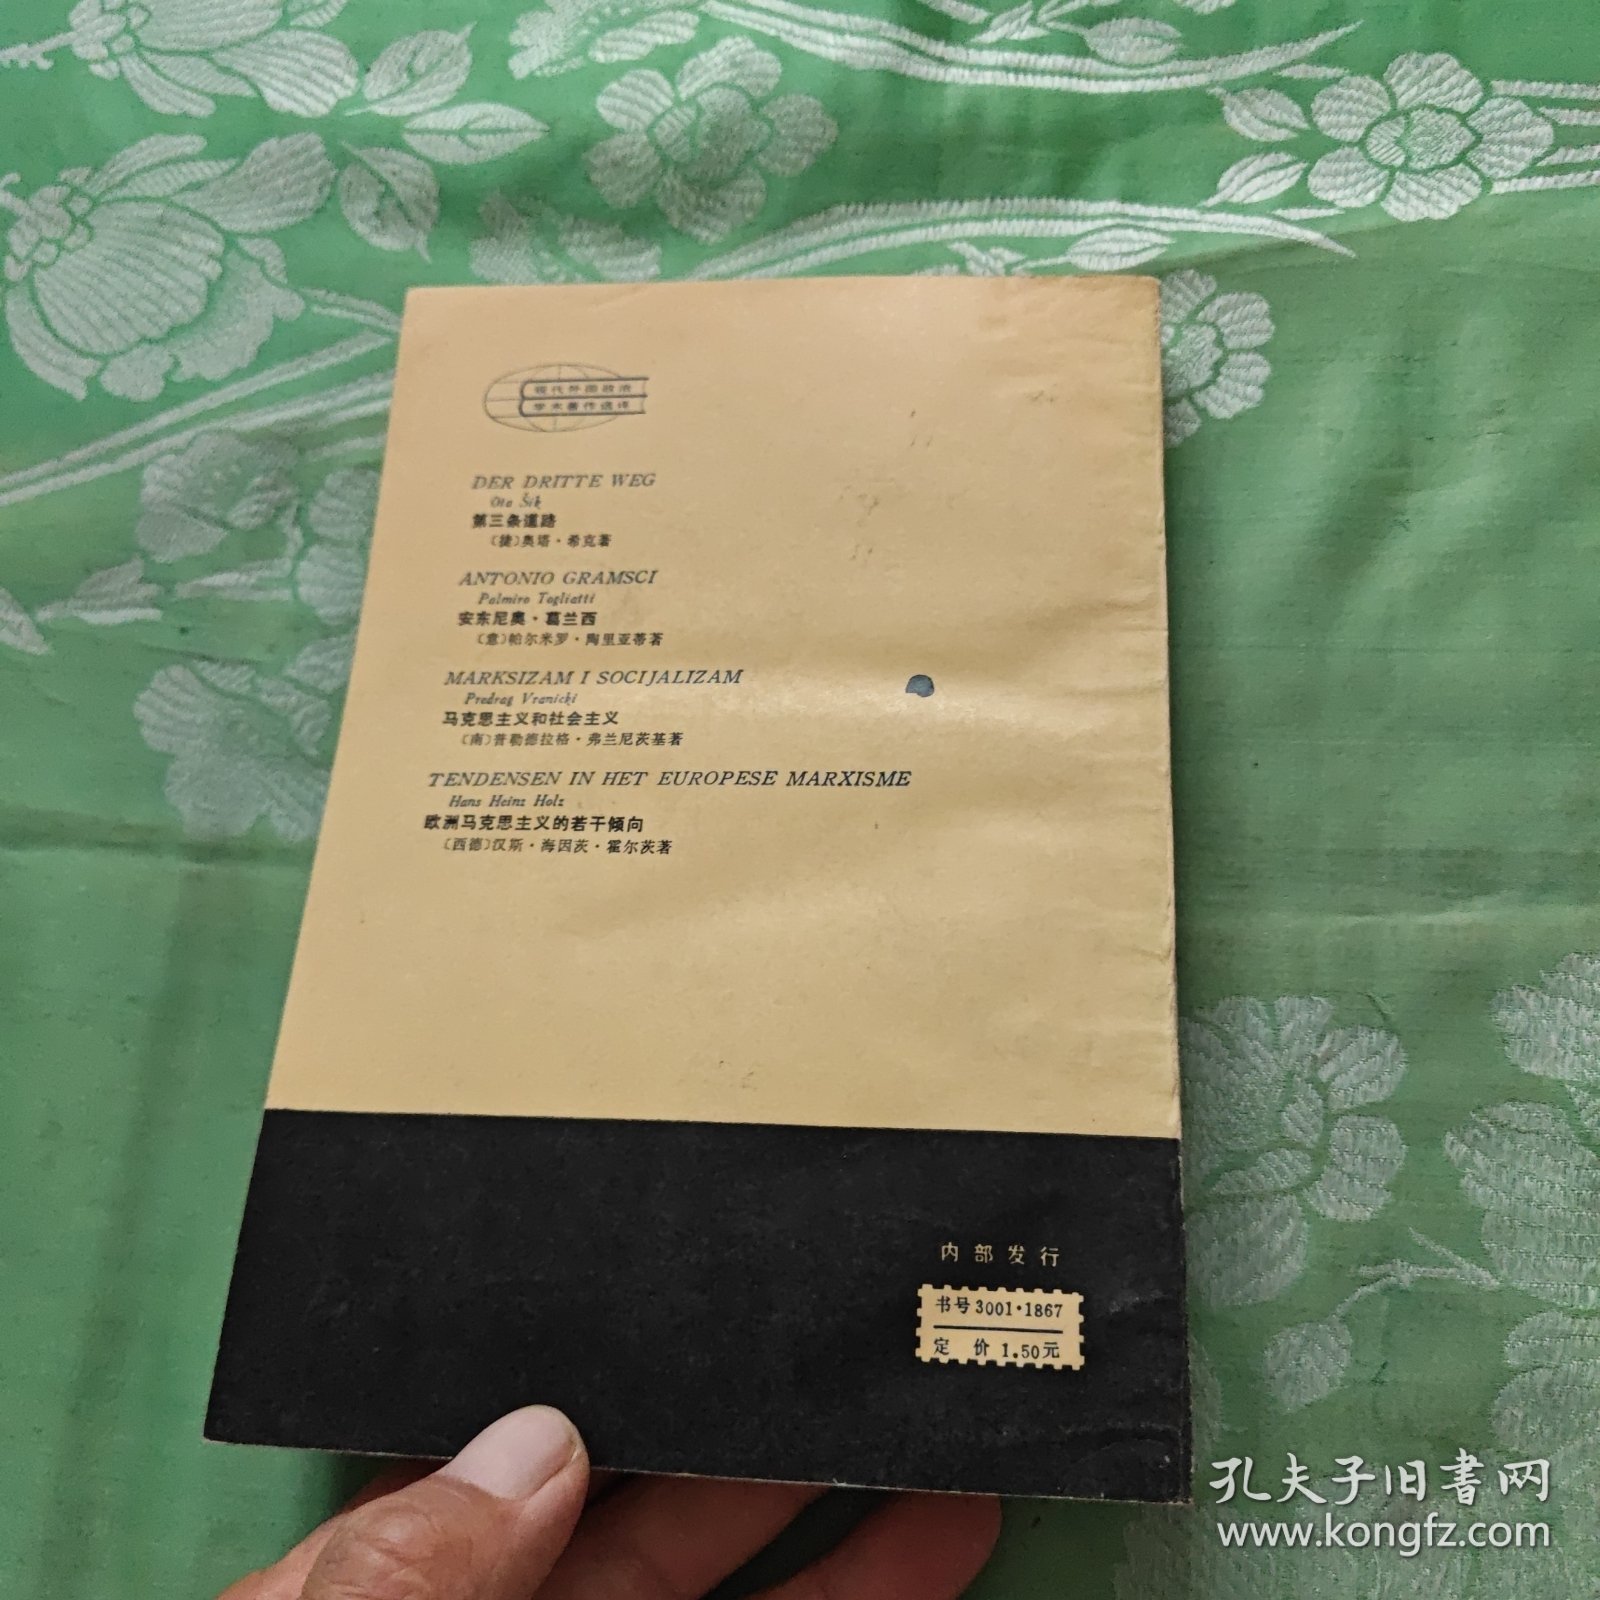 现代外国政治
学术著作选译
DER DRITTE WEG
Ota Šik
第三条道路
〔捷〕奥塔·希克著
ANTONIO GRAMSCI
Palmiro Togliatti
安东尼奥·葛兰西
〔意〕帕尔米罗·陶里亚蒂著
MARKSIZAM I SOCIJALIZAM
Predrag Vranicki
马克思主义和社会主义
〔南〕普勒德拉格·弗兰尼茨基著
TENDENSEN IN HET EUROPESE MARXISME
Hans Heinz Holz
欧洲马克思主义的若干倾向
〔西德〕汉斯·海因茨·霍尔茨著
内部发行
书号3001·1867
定 价 1.50元
孔夫子旧书网
www.kongfz.com